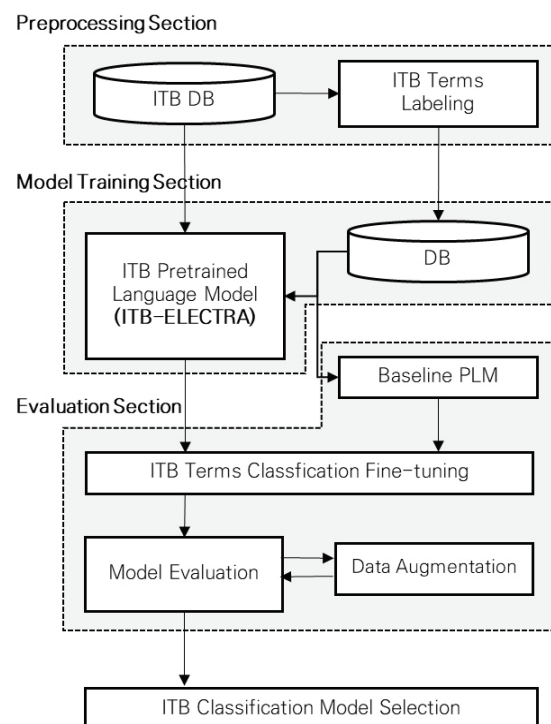 Preprocessing Section
ITB DB
ITB Terms
Labeling
Model Training Section
ITB Pretrained
Language Model
(ITB-ELECTRA)
DB
Baseline PLM
Evaluation Section
ITB Terms Classfication Fine-tuning
Model Evaluation
Data Augmentation
ITB Classification Model Selection